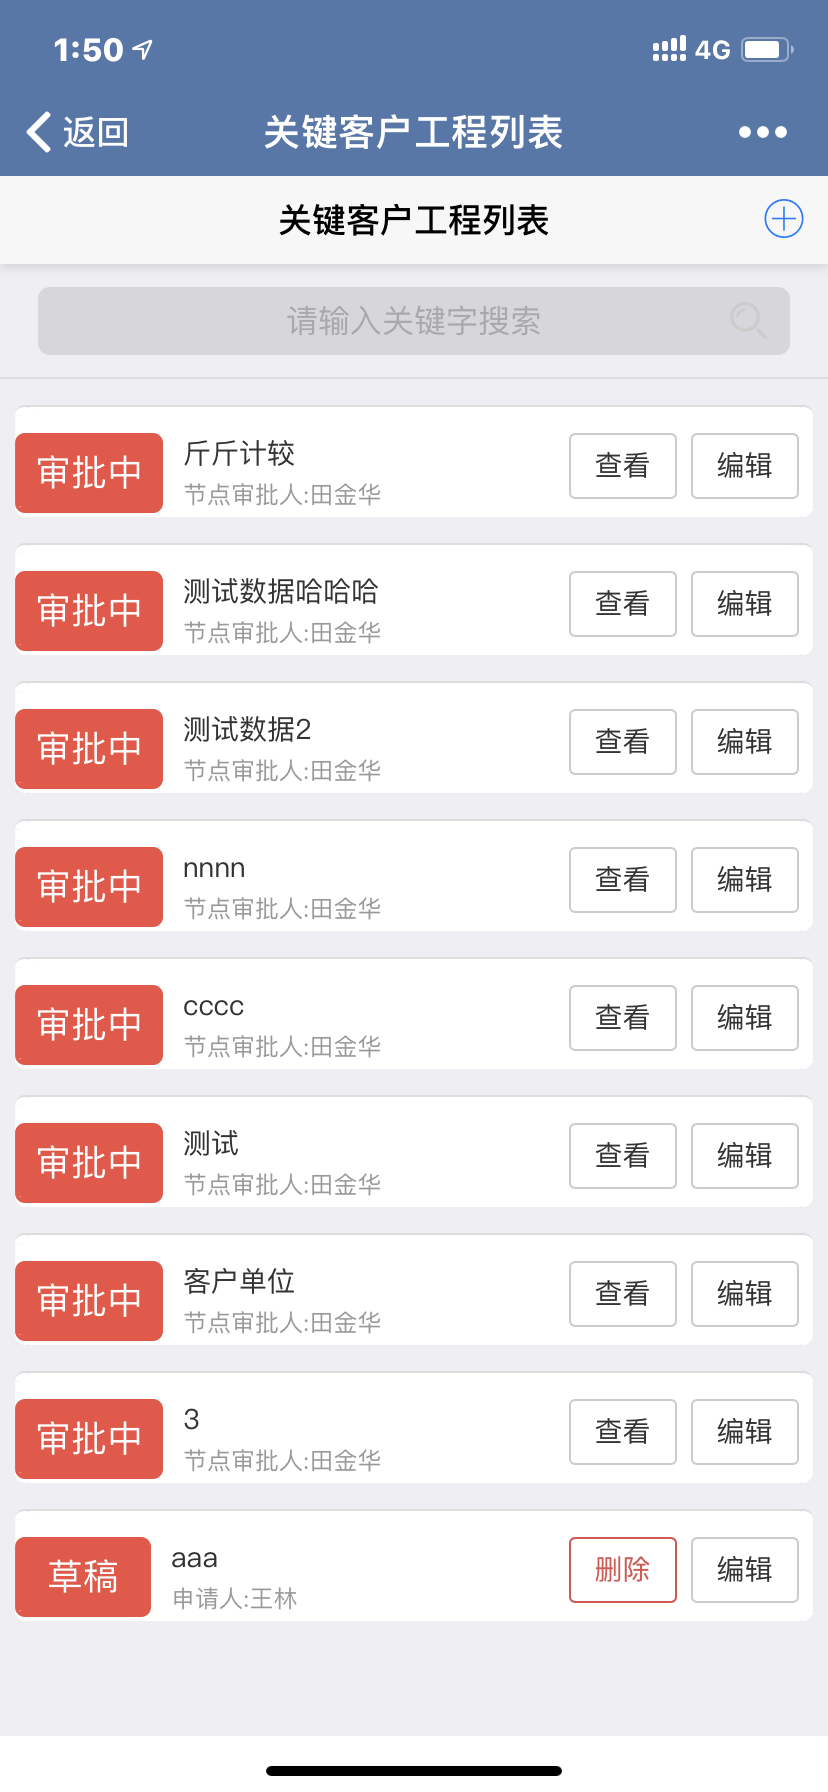 1:50 4G
返回 关键客户工程列表
关键客户工程列表
请输入关键字搜索
审批中 斤斤计较 查看 编辑
节点审批人:田金华
审批中 测试数据哈哈哈 查看 编辑
节点审批人:田金华
审批中 测试数据2 查看 编辑
节点审批人:田金华
审批中 nnnn 查看 编辑
节点审批人:田金华
审批中 cccc 查看 编辑
节点审批人:田金华
审批中 测试 查看 编辑
节点审批人:田金华
审批中 客户单位 查看 编辑
节点审批人:田金华
审批中 3 查看 编辑
节点审批人:田金华
草稿 aaa 删除 编辑
申请人:王林